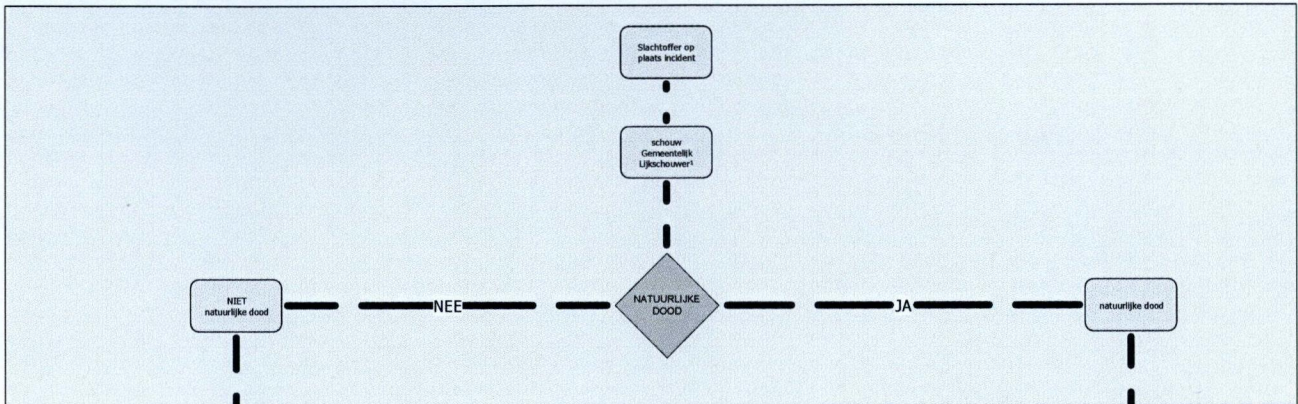 Slachtoffer op
plaats incident
schouw
Gemeentelijk
Lijkschouwer¹
NATUURLIJKE
DOOD
NIET
natuurlijke dood
NEE
JA
natuurlijke dood